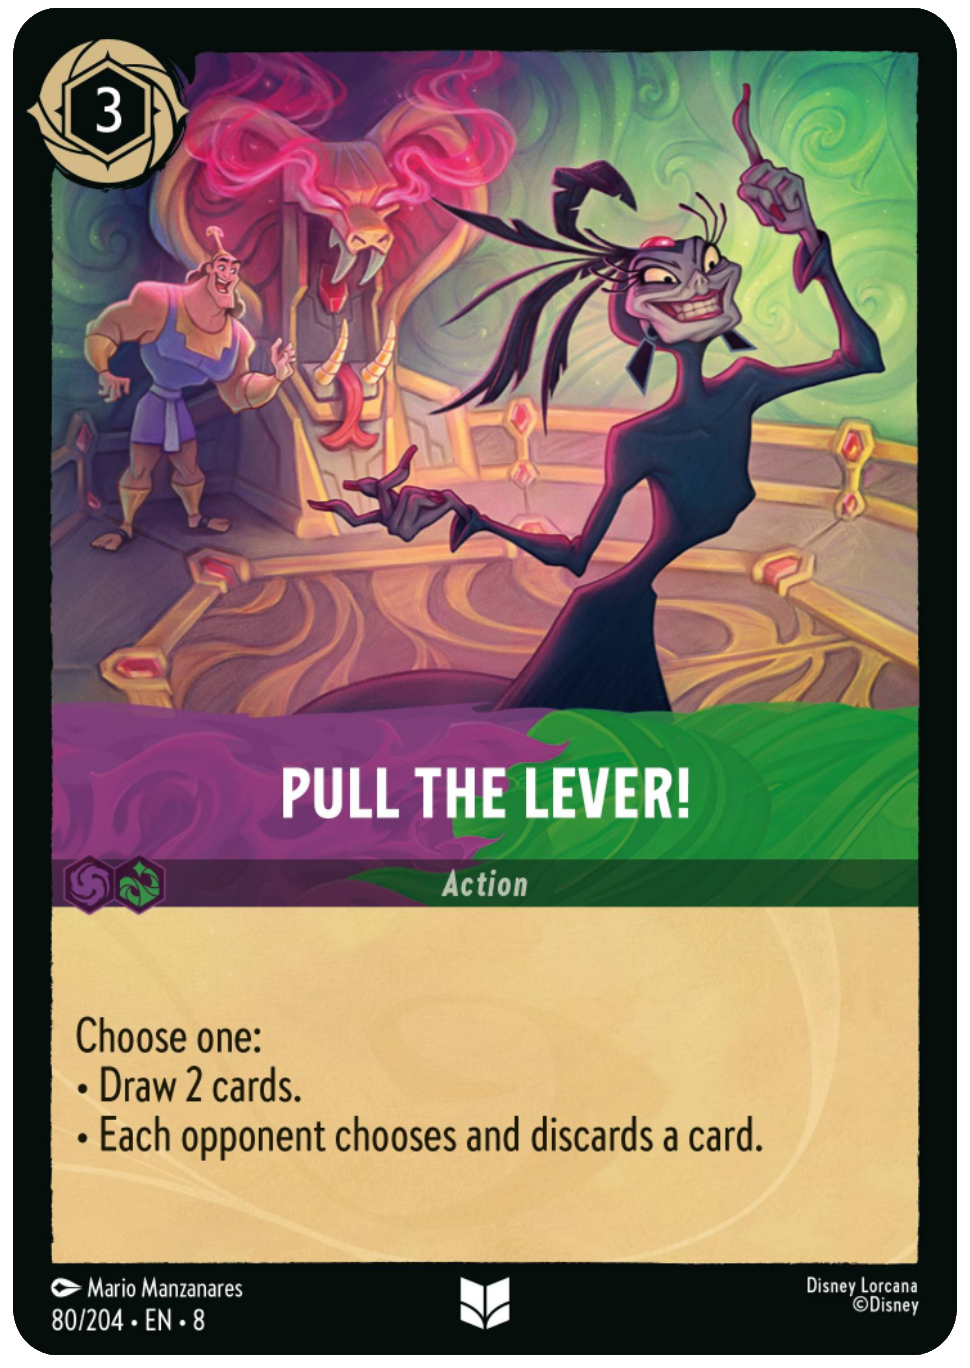 3
PULL THE LEVER!
Action
Choose one:
• Draw 2 cards.
• Each opponent chooses and discards a card.
Mario Manzanares
80/204 • EN • 8
Disney Lorcana
©Disney